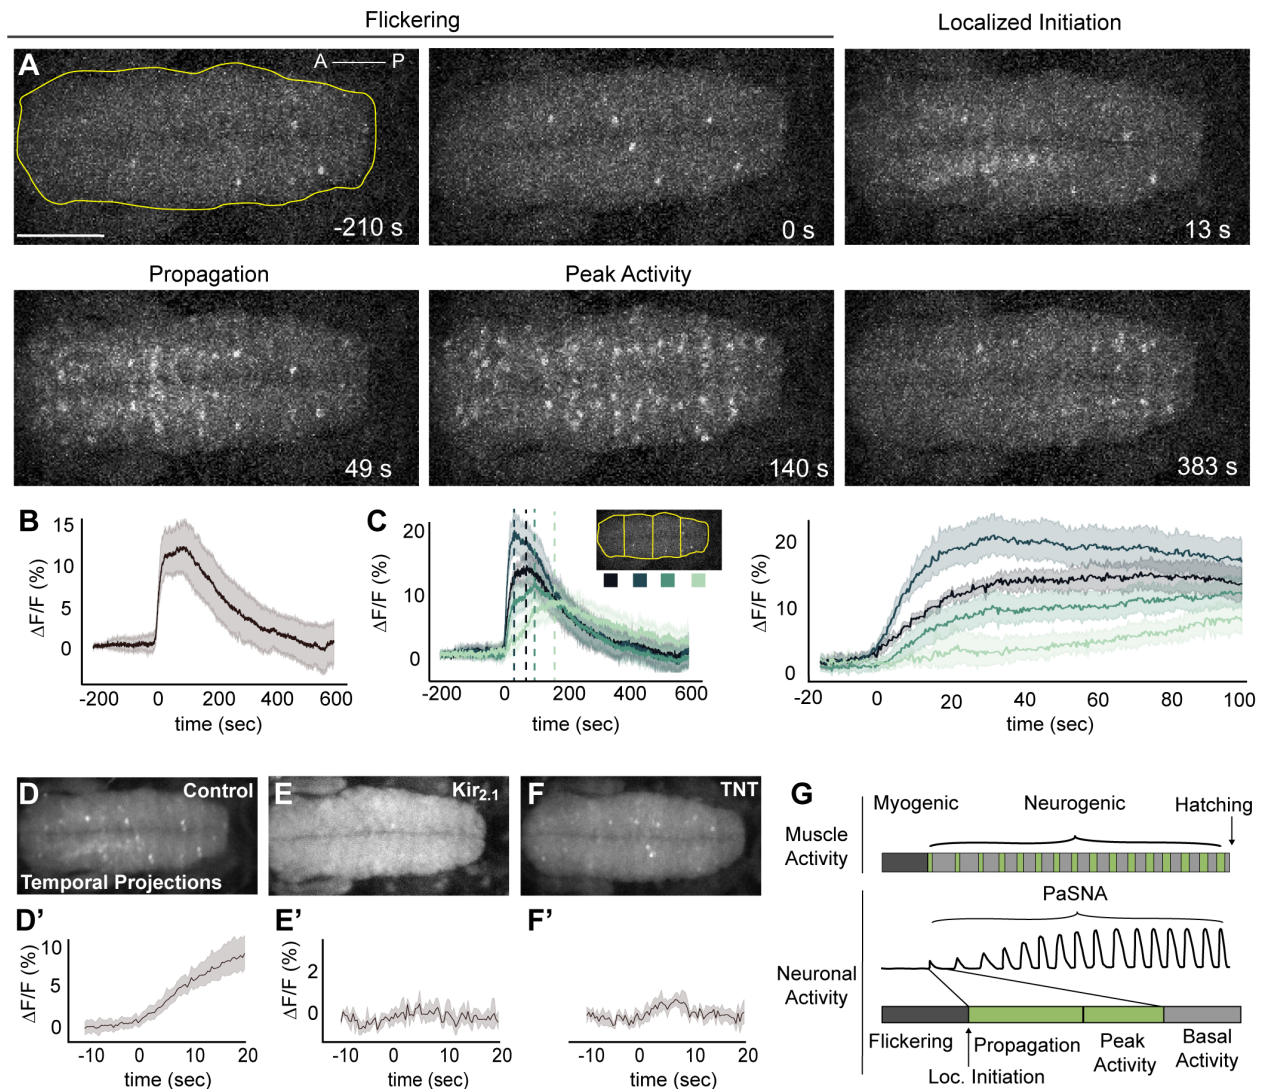 Flickering
Localized Initiation
A
A P
-210 s
0 s
13 s
Propagation
Peak Activity
49 s
140 s
383 s
B
15
10
5
0
ΔF/F (%)
-200 0 200 400 600
time (sec)
C
20
10
0
ΔF/F (%)
-200 0 200 400 600
time (sec)
20
10
0
ΔF/F (%)
0 20 40 60 80 100
time (sec)
D
Control
Temporal Projections
E
Kir2.1
F
TNT
D’
10
5
0
ΔF/F (%)
-10 0 10 20
time (sec)
E’
2
0
ΔF/F (%)
-10 0 10 20
time (sec)
F’
-10 0 10 20
time (sec)
G
Myogenic
Neurogenic
Hatching
Muscle
Activity
PaSNA
Neuronal
Activity
Flickering
Propagation
Peak
Activity
Basal
Activity
Loc. Initiation